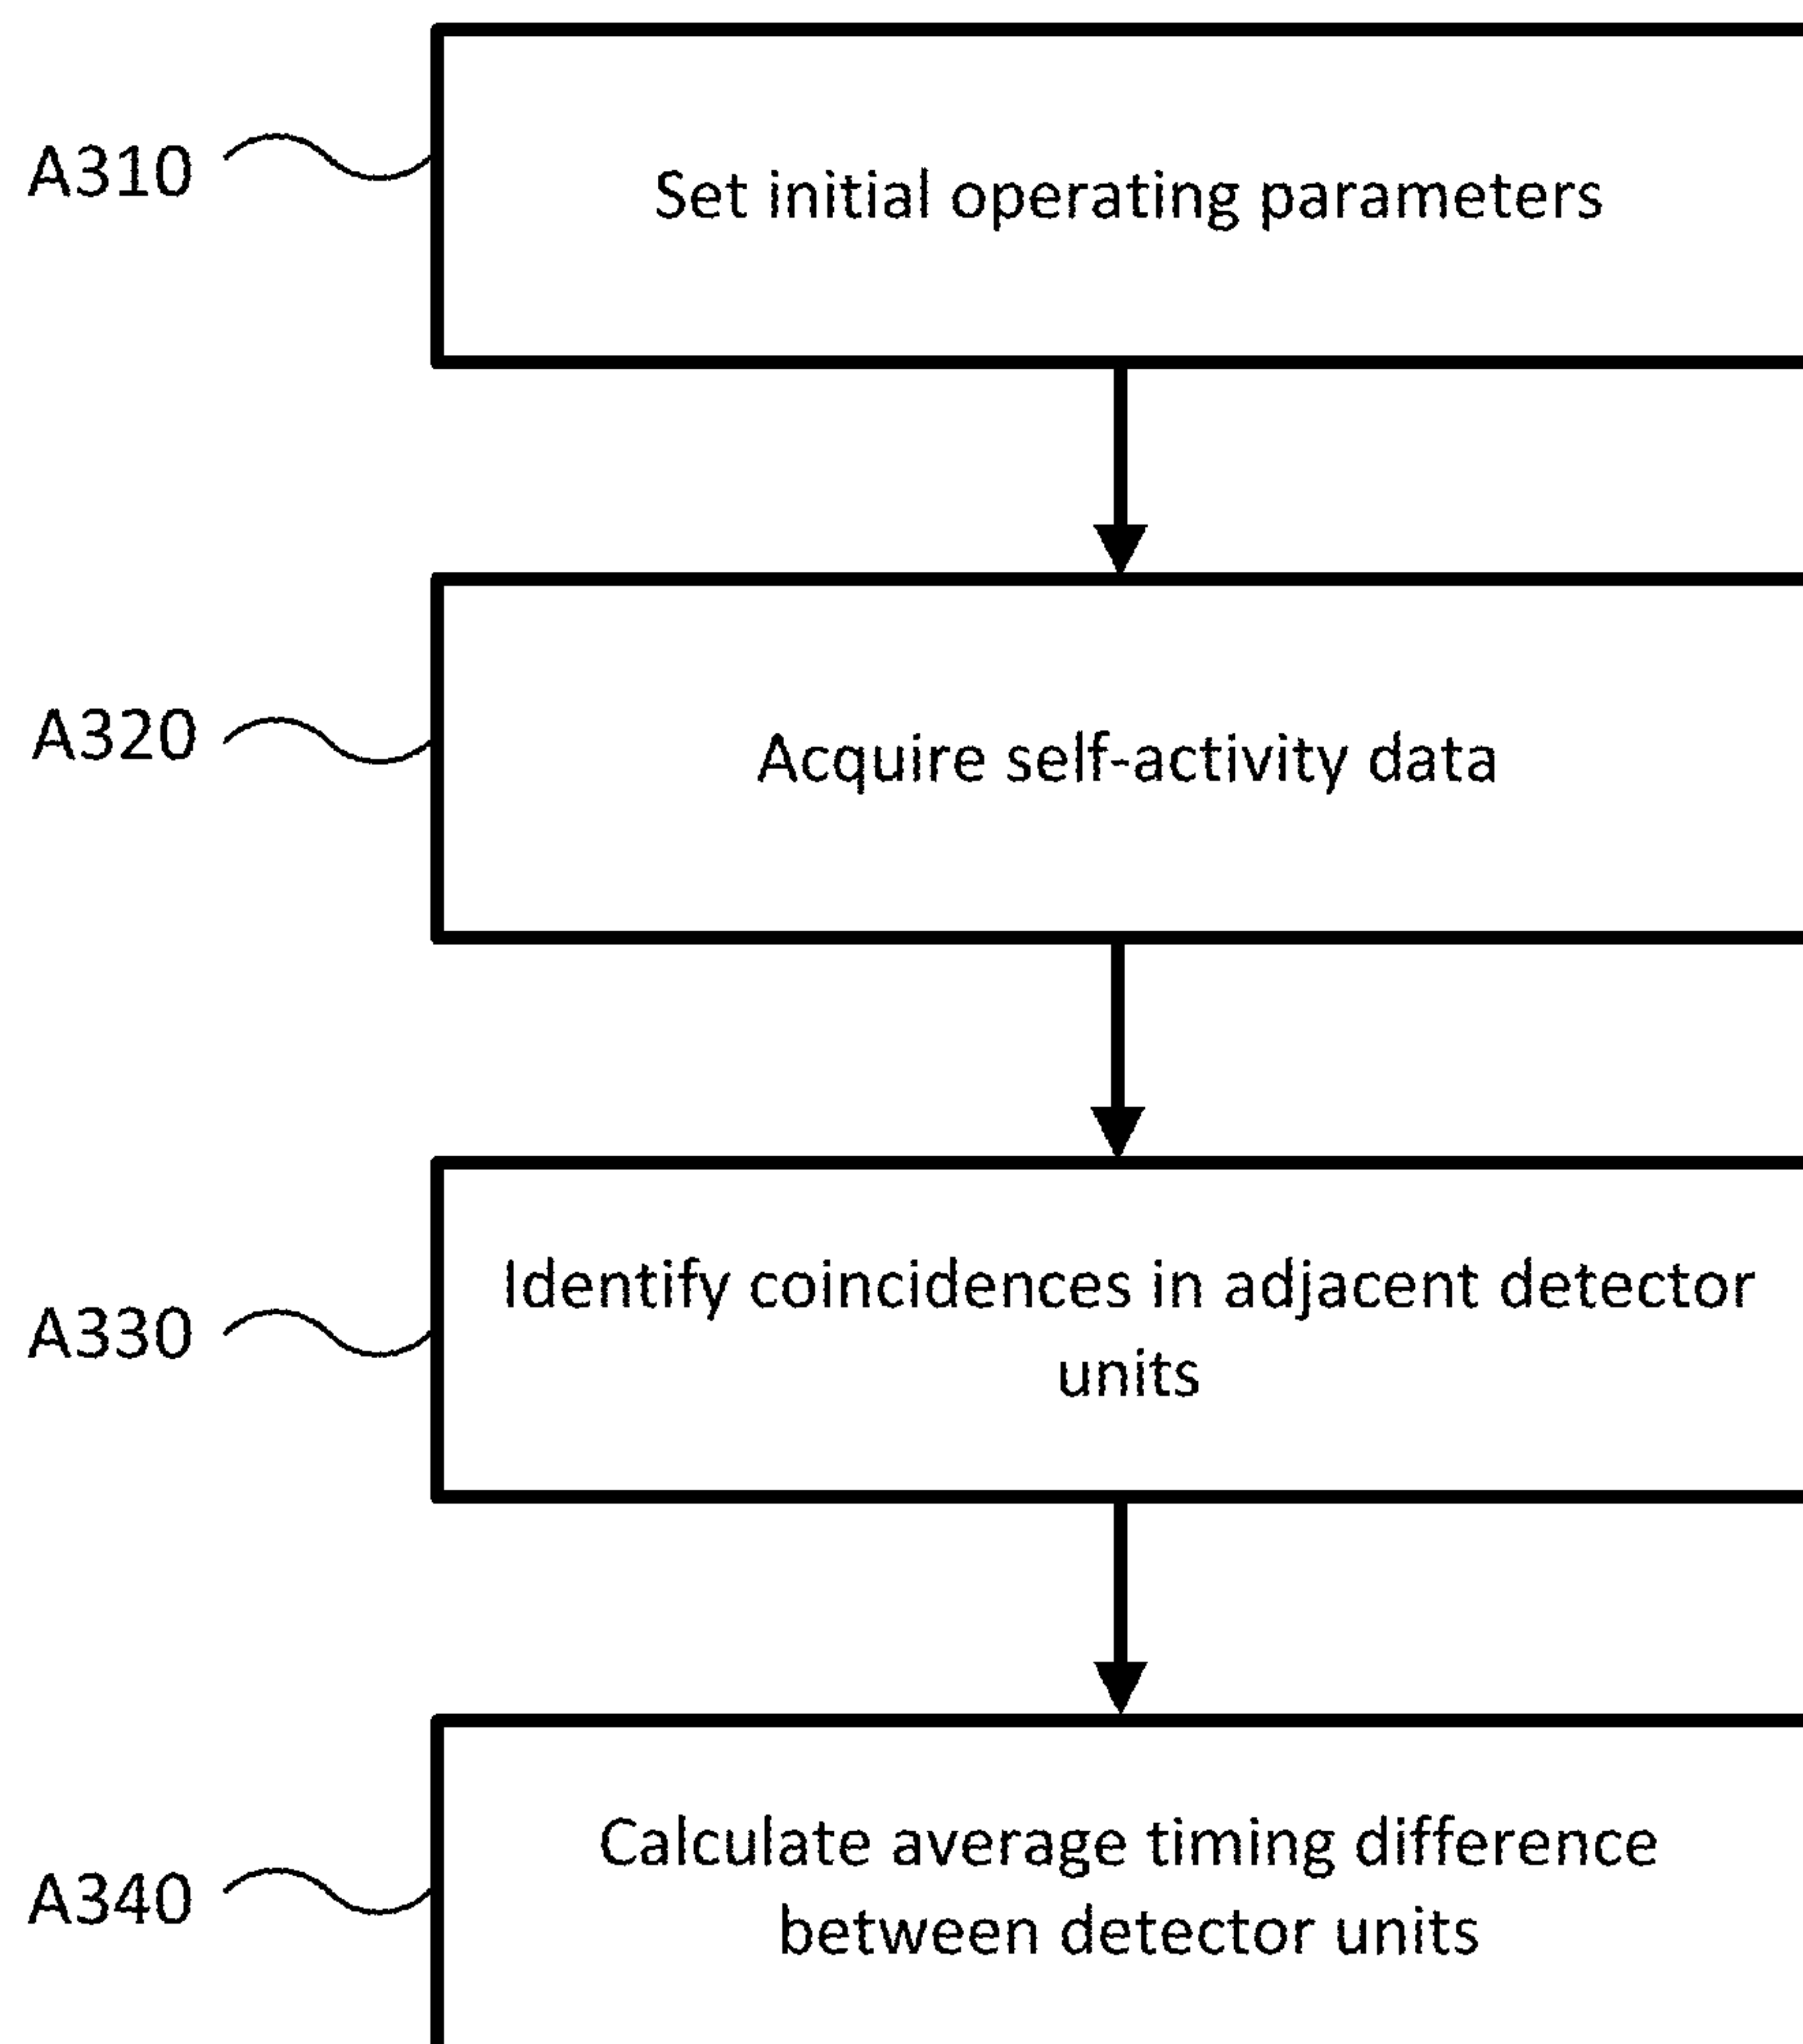 A310
Set initial operating parameters
A320
Acquire self-activity data
A330
Identify coincidences in adjacent detector
units
A340
Calculate average timing difference
between detector units